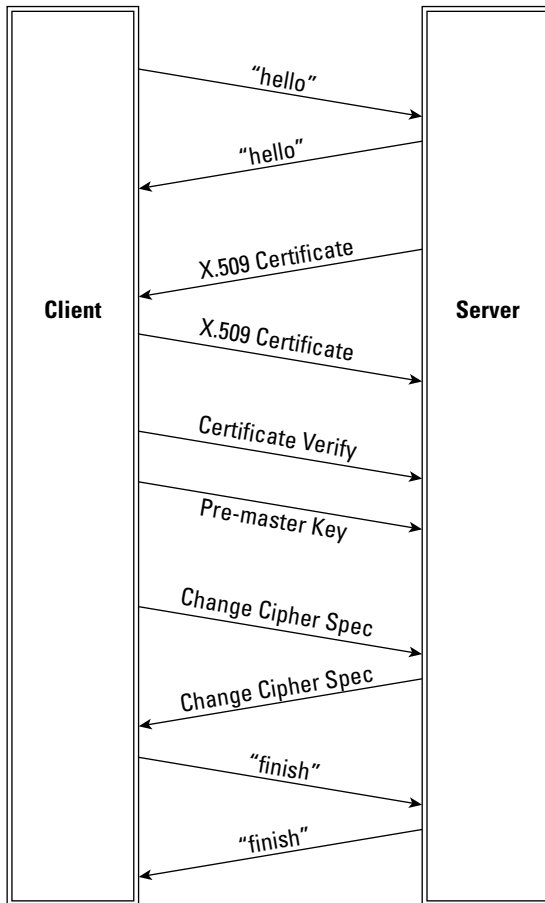 “hello”
“hello”
X.509 Certificate
Client
Server
X.509 Certificate
Certificate Verify
Pre-master Key
Change Cipher Spec
Change Cipher Spec
“finish”
“finish”